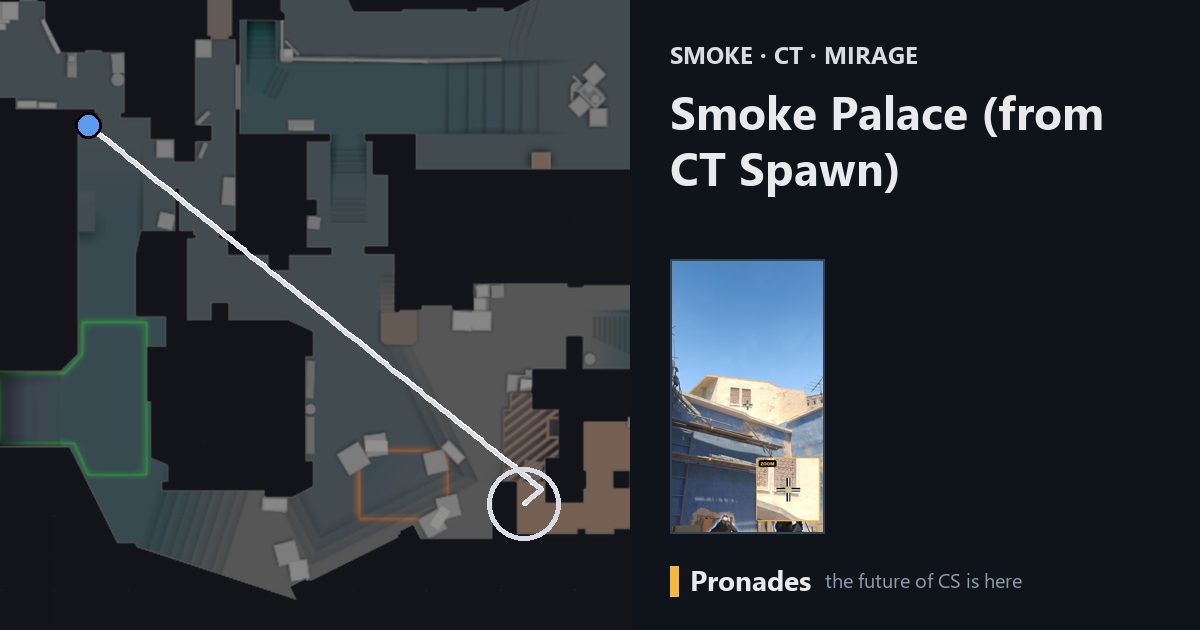 SMOKE · CT · MIRAGE
Smoke Palace (from
CT Spawn)
ZOOM
Pronades the future of CS is here